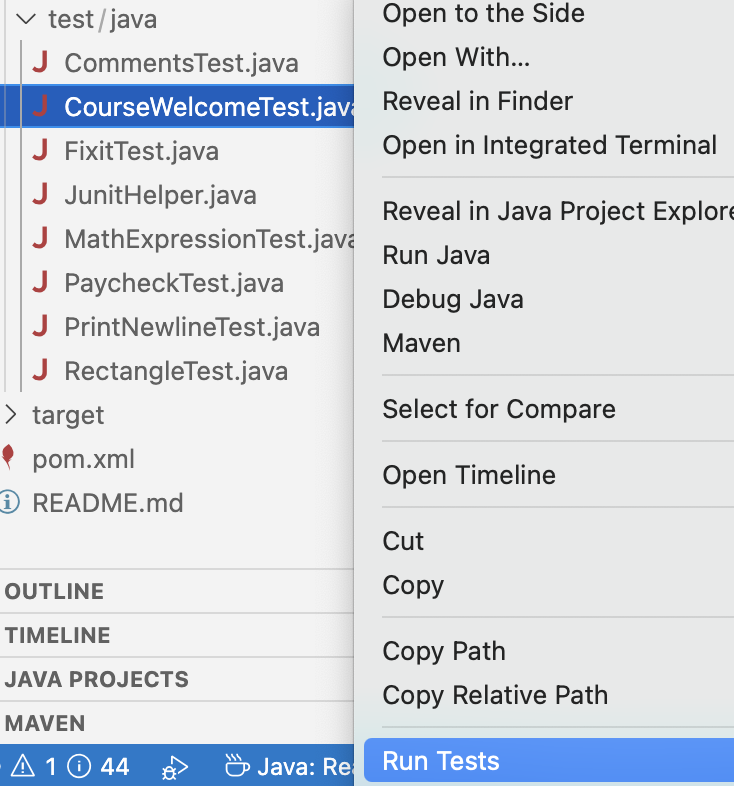 test/java
CommentsTest.java
CourseWelcomeTest.java
FixitTest.java
JunitHelper.java
MathExpressionTest.java
PaycheckTest.java
PrintNewlineTest.java
RectangleTest.java
target
pom.xml
README.md
OUTLINE
TIMELINE
JAVA PROJECTS
MAVEN
1 44 Java: Rea
Open to the Side
Open With...
Reveal in Finder
Open in Integrated Terminal
Reveal in Java Project Explore
Run Java
Debug Java
Maven
Select for Compare
Open Timeline
Cut
Copy
Copy Path
Copy Relative Path
Run Tests